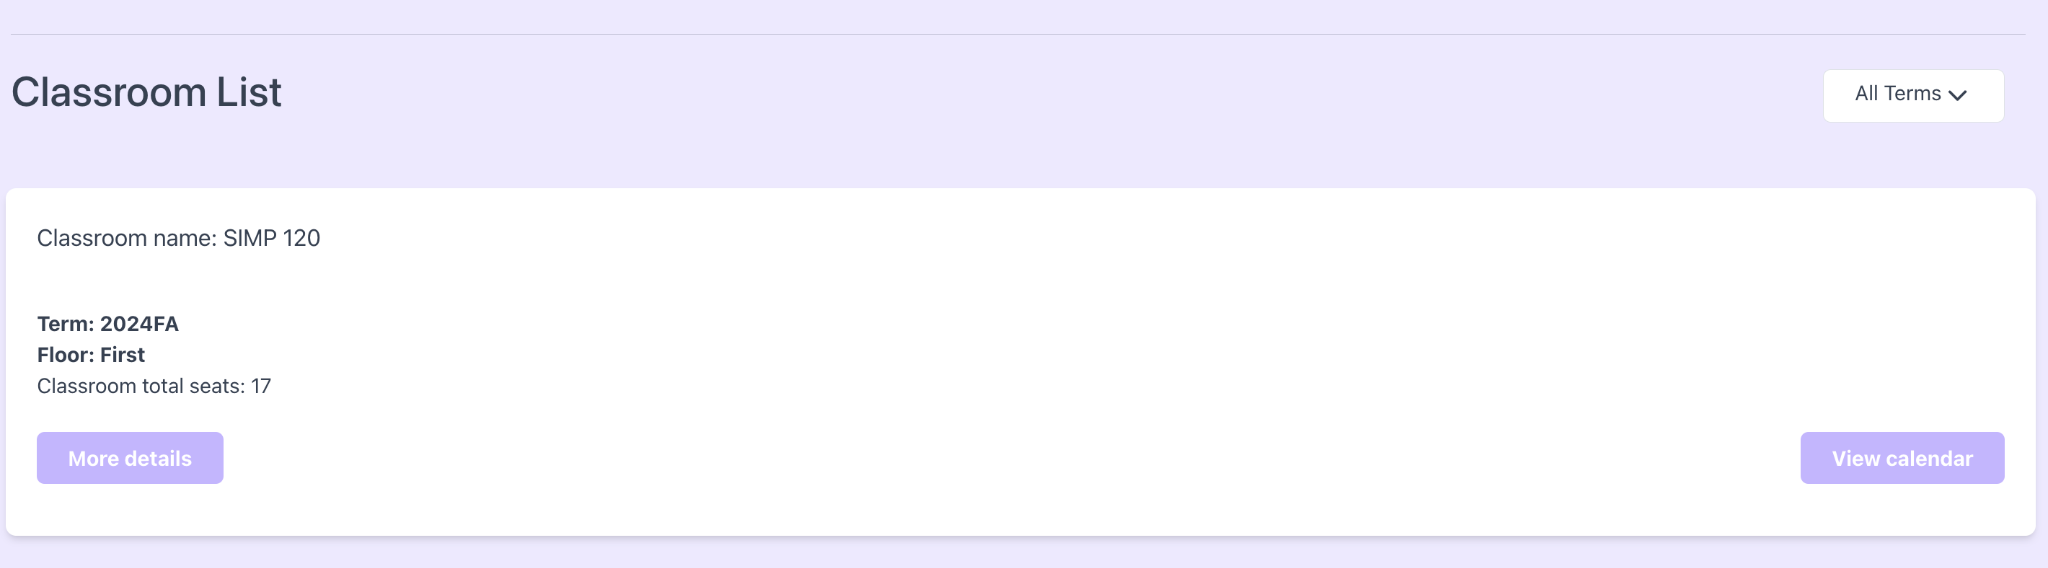 Classroom List
All Terms
Classroom name: SIMP 120
Term: 2024FA
Floor: First
Classroom total seats: 17
More details
View calendar